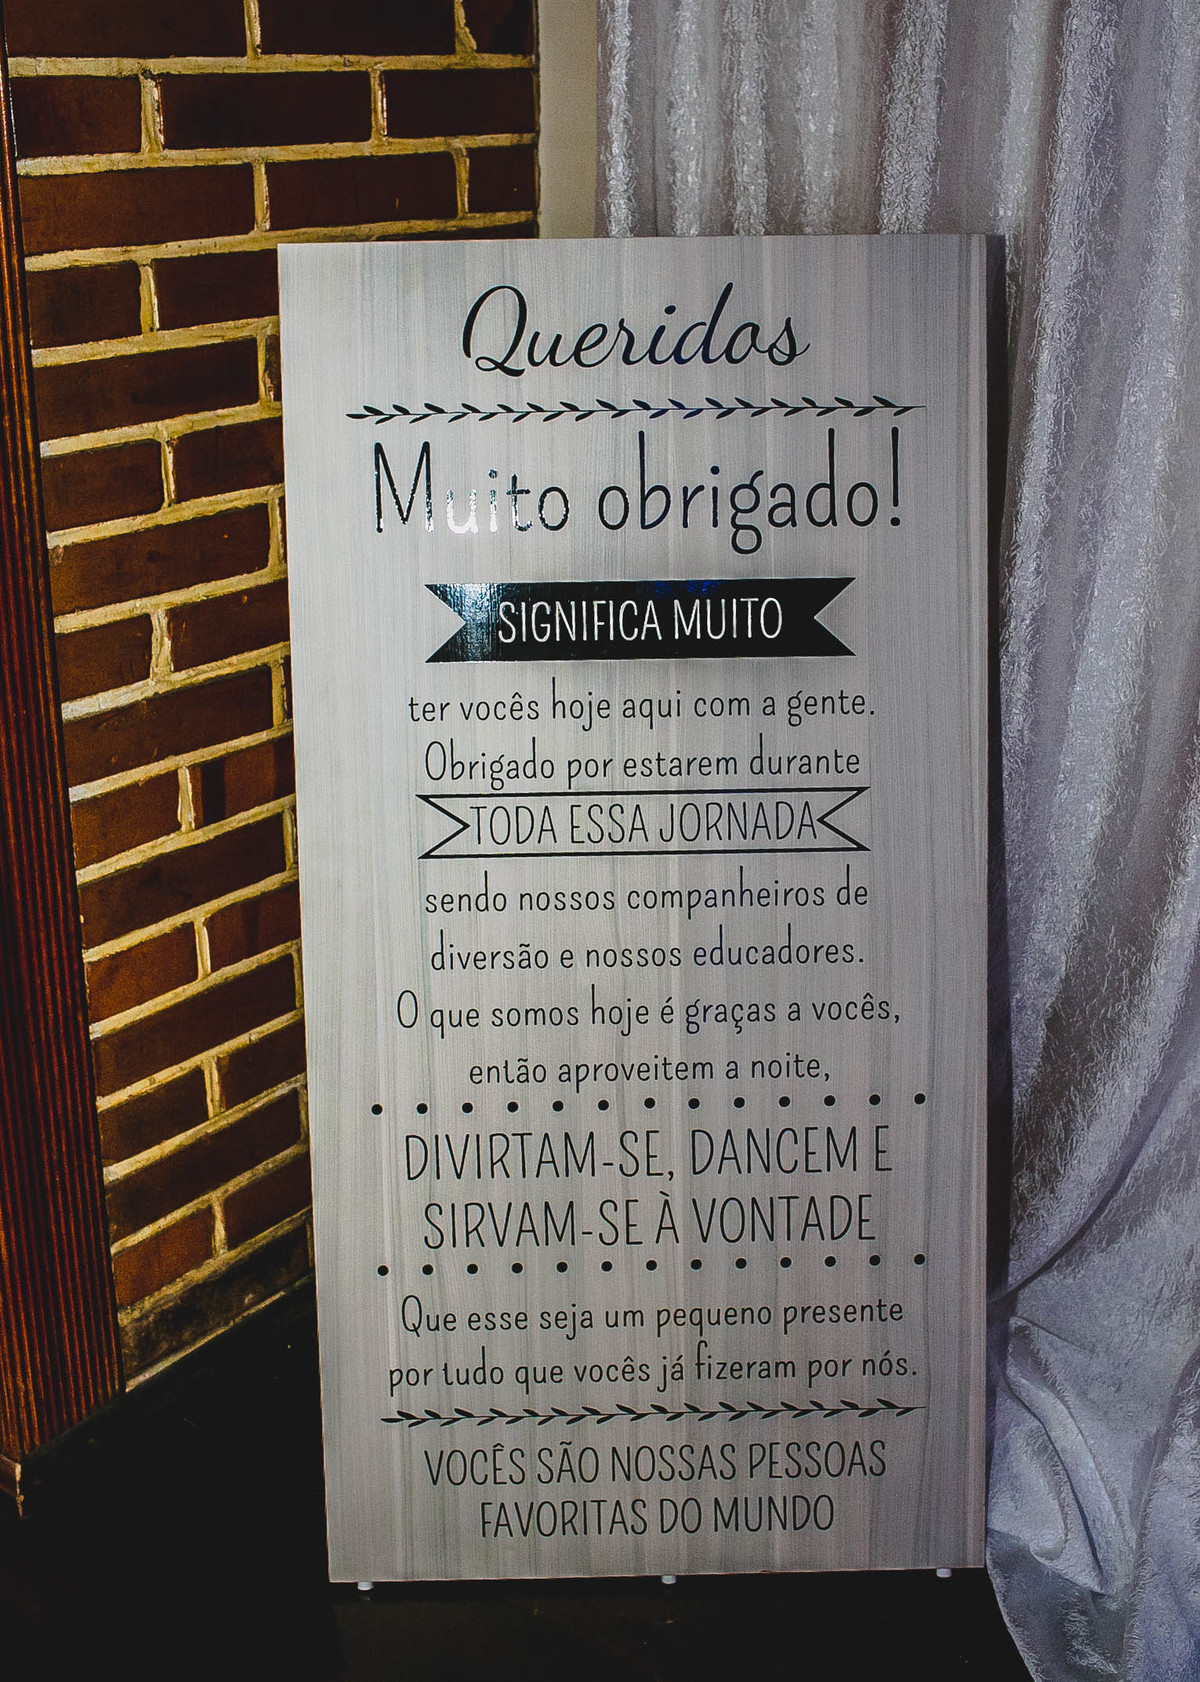 Queridos
Muito obrigado!
SIGNIFICA MUITO
ter vocês hoje aqui com a gente.
Obrigado por estarem durante
TODA ESSA JORNADA
sendo nossos companheiros de
diversão e nossos educadores.
O que somos hoje é graças a vocês,
então aproveitem a noite,
DIVIRTAM-SE, DANCEM E
SIRVAM-SE À VONTADE
Que esse seja um pequeno presente
por tudo que vocês já fizeram por nós.
VOCÊS SÃO NOSSAS PESSOAS
FAVORITAS DO MUNDO